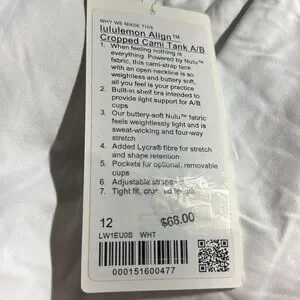 WHY WE MADE THIS
lululemon Align™
Cropped Cami Tank A/B
1. When feeling nothing is
everything. Powered by Nulu™
fabric, this cami-strap tank
with an open neckline is so
weightless and buttery soft,
all you feel is your practice
2. Built-in shelf bra intended to
provide light support for A/B
cups
3. Our buttery-soft Nulu™ fabric
feels weightlessly light and is
sweat-wicking and four-way
stretch
4. Added Lycra® fibre for stretch
and shape retention
5. Pockets for optional, removable
cups
6. Adjustable straps
7. Tight fit, cropped length
12 $68.00
LW1EU0S WHT
000151600477